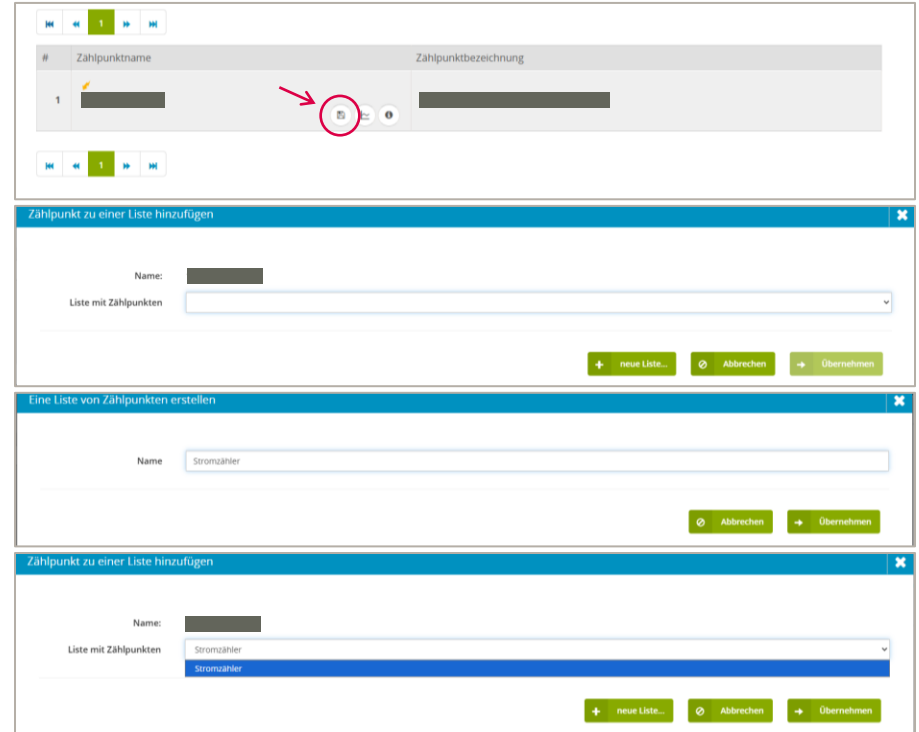 1
# Zählpunktname Zählpunktbezeichnung
1
1
Zählpunkt zu einer Liste hinzufügen
Name:
Liste mit Zählpunkten
neue Liste... Abbrechen Übernehmen
Eine Liste von Zählpunkten erstellen
Name Stromzähler
Abbrechen Übernehmen
Zählpunkt zu einer Liste hinzufügen
Name:
Liste mit Zählpunkten Stromzähler
Stromzähler
neue Liste... Abbrechen Übernehmen